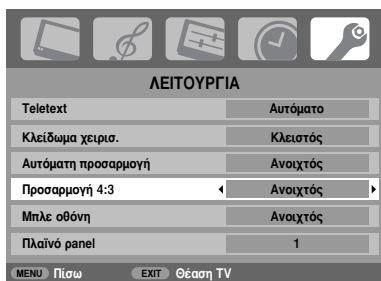 ΛΕΙΤΟΥΡΓΙΑ
Teletext Αυτόματο
Κλείδωμα χειρισ. Κλειστός
Αυτόματη προσαρμογή Ανοιχτός
Προσαρμογή 4:3 Ανοιχτός
Μπλε οθόνη Ανοιχτός
Πλαϊνό panel 1
MENU Πίσω EXIT Θέαση TV